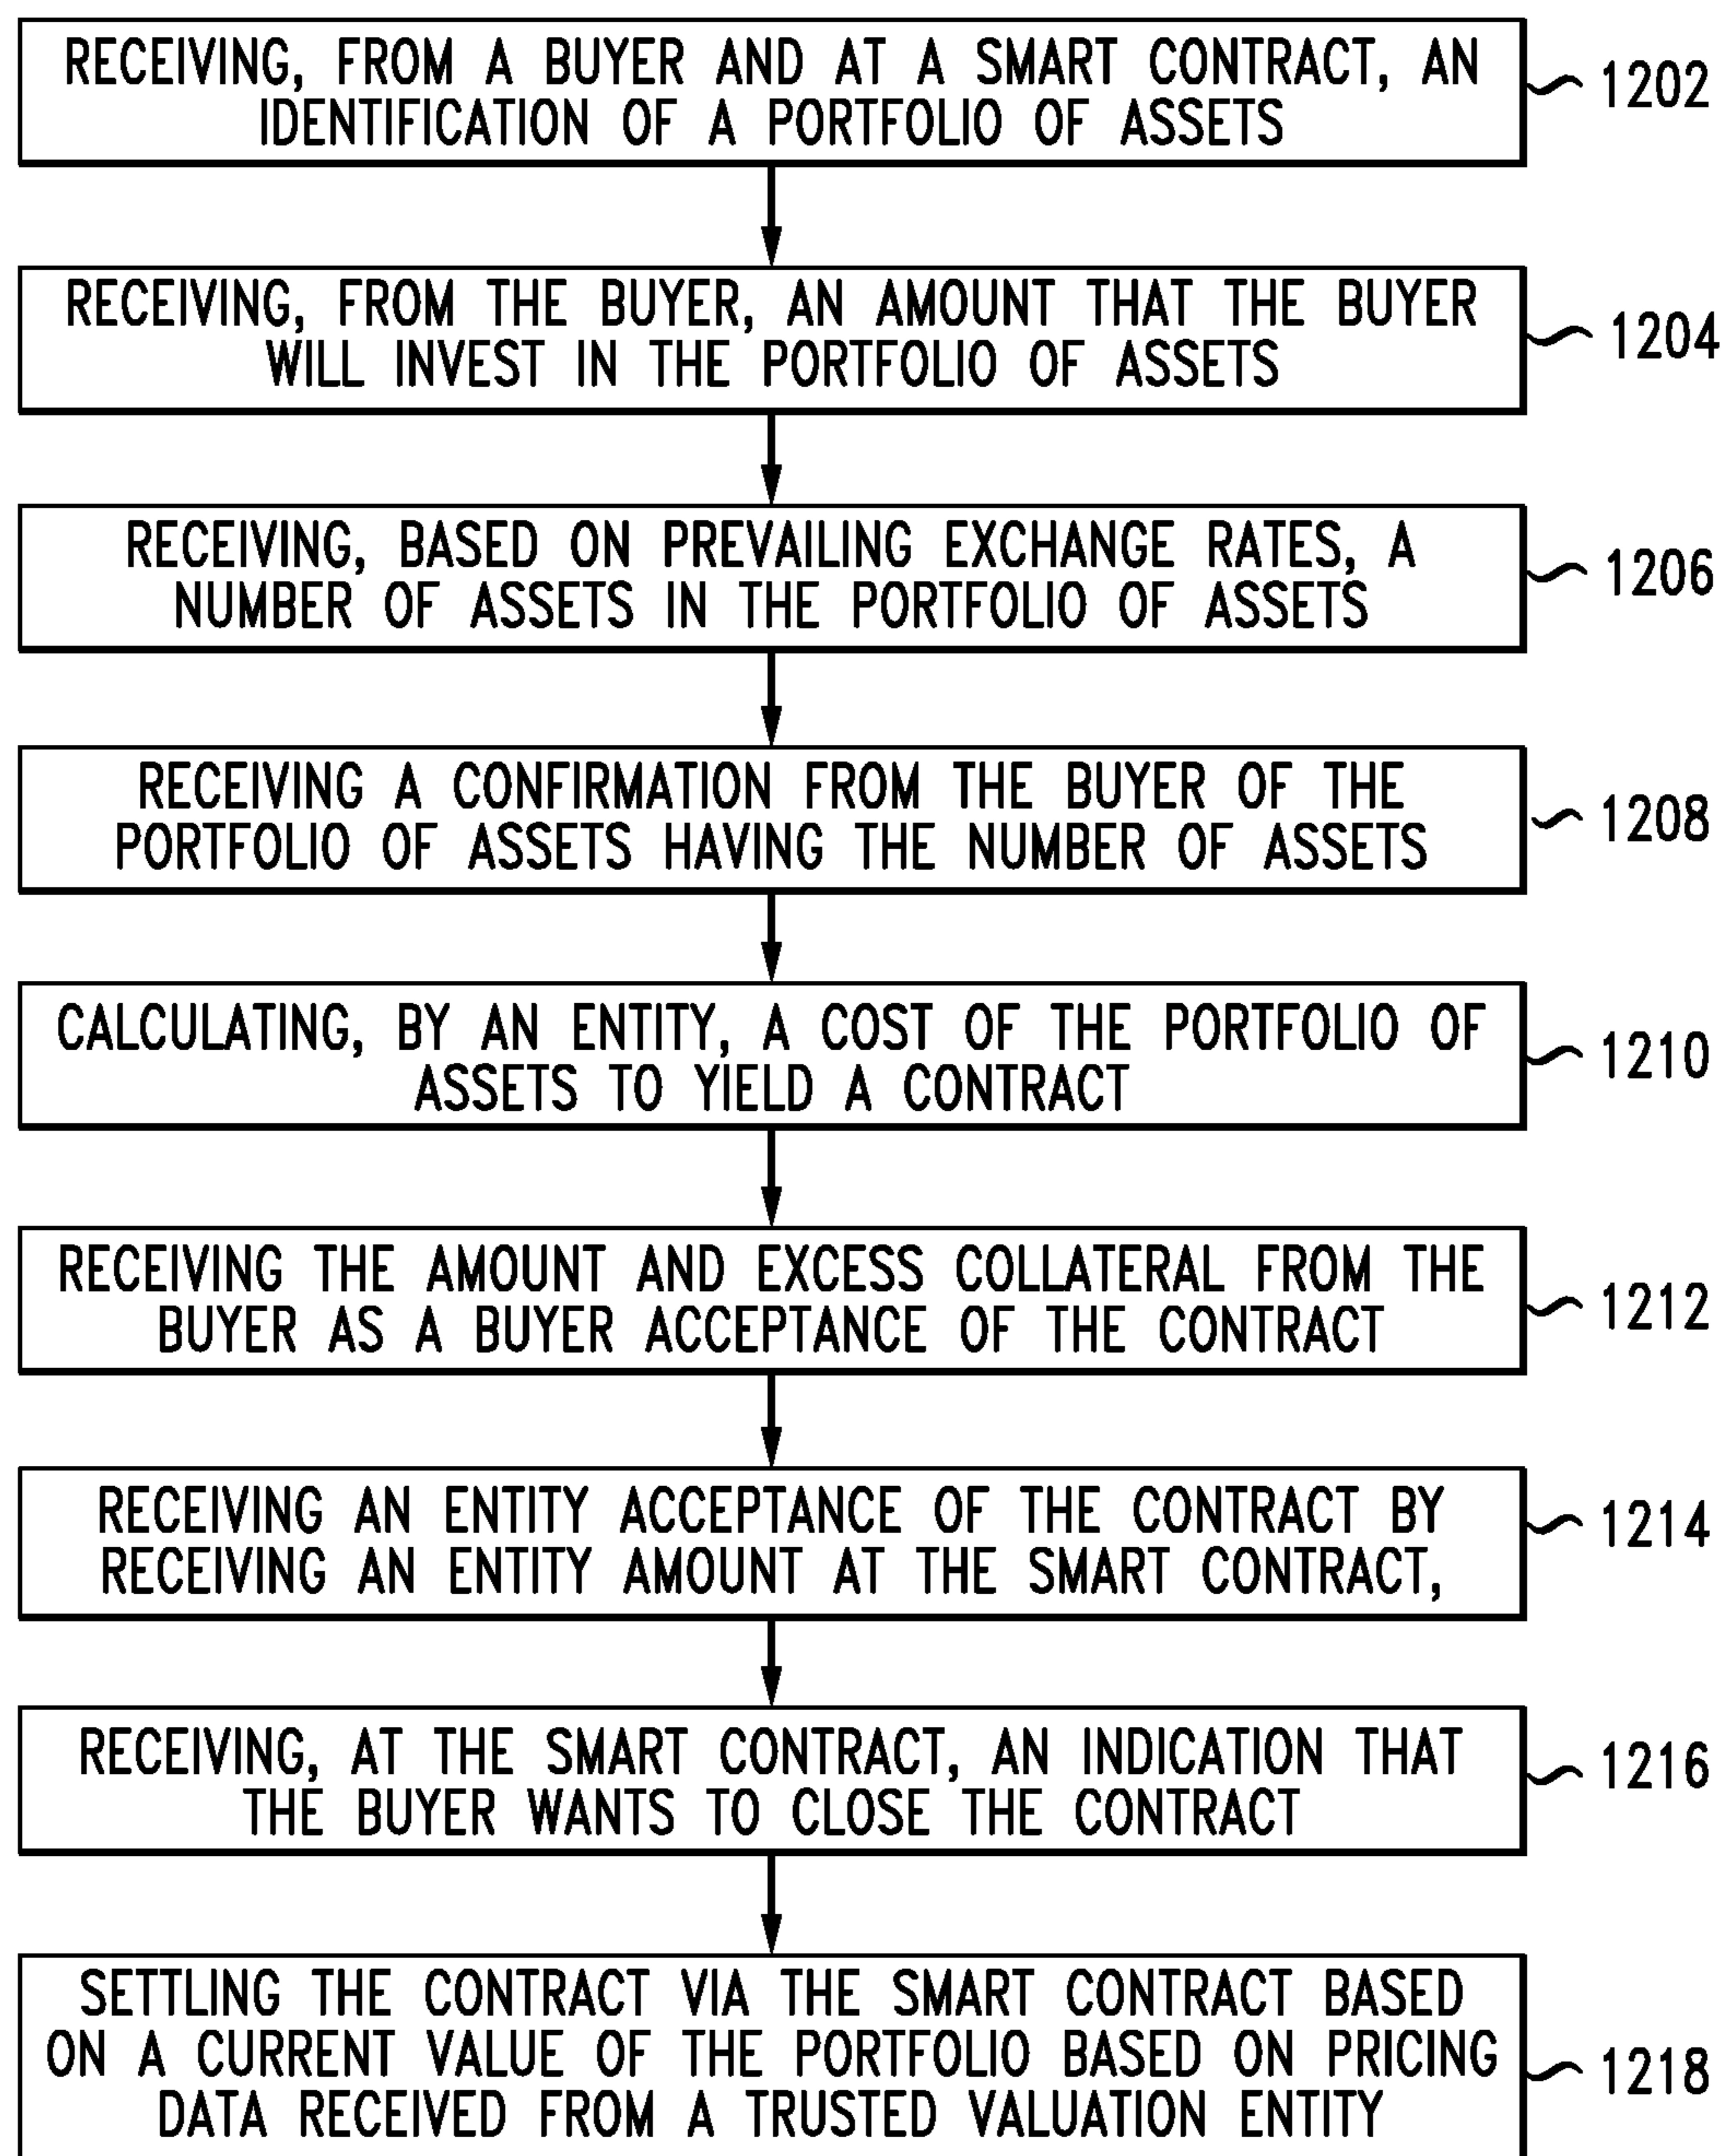 RECEIVING, FROM A BUYER AND AT A SMART CONTRACT, AN
IDENTIFICATION OF A PORTFOLIO OF ASSETS
1202
RECEIVING, FROM THE BUYER, AN AMOUNT THAT THE BUYER
WILL INVEST IN THE PORTFOLIO OF ASSETS
1204
RECEIVING, BASED ON PREVAILING EXCHANGE RATES, A
NUMBER OF ASSETS IN THE PORTFOLIO OF ASSETS
1206
RECEIVING A CONFIRMATION FROM THE BUYER OF THE
PORTFOLIO OF ASSETS HAVING THE NUMBER OF ASSETS
1208
CALCULATING, BY AN ENTITY, A COST OF THE PORTFOLIO OF
ASSETS TO YIELD A CONTRACT
1210
RECEIVING THE AMOUNT AND EXCESS COLLATERAL FROM THE
BUYER AS A BUYER ACCEPTANCE OF THE CONTRACT
1212
RECEIVING AN ENTITY ACCEPTANCE OF THE CONTRACT BY
RECEIVING AN ENTITY AMOUNT AT THE SMART CONTRACT,
1214
RECEIVING, AT THE SMART CONTRACT, AN INDICATION THAT
THE BUYER WANTS TO CLOSE THE CONTRACT
1216
SETTLING THE CONTRACT VIA THE SMART CONTRACT BASED
ON A CURRENT VALUE OF THE PORTFOLIO BASED ON PRICING
DATA RECEIVED FROM A TRUSTED VALUATION ENTITY
1218